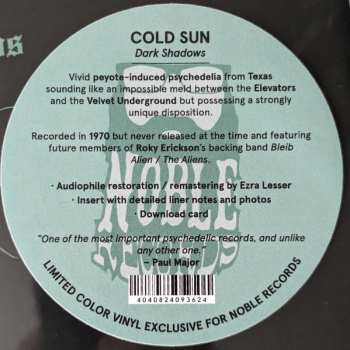 COLD SUN
Dark Shadows
Vivid peyote-induced psychedelia from Texas
sounding like an impossible meld between the Elevators
and the Velvet Underground but possessing a strongly
unique disposition.
Recorded in 1970 but never released at the time and featuring
future members of Roky Erickson's backing band Bleib
Alien / The Aliens.
· Audiophile restoration / remastering by Ezra Lesser
· Insert with detailed liner notes and photos
· Download card
"One of the most important psychedelic records, and unlike
any other one."
– Paul Major
NOBLE
RECORDS
4040824093624
LIMITED COLOR VINYL EXCLUSIVE FOR NOBLE RECORDS